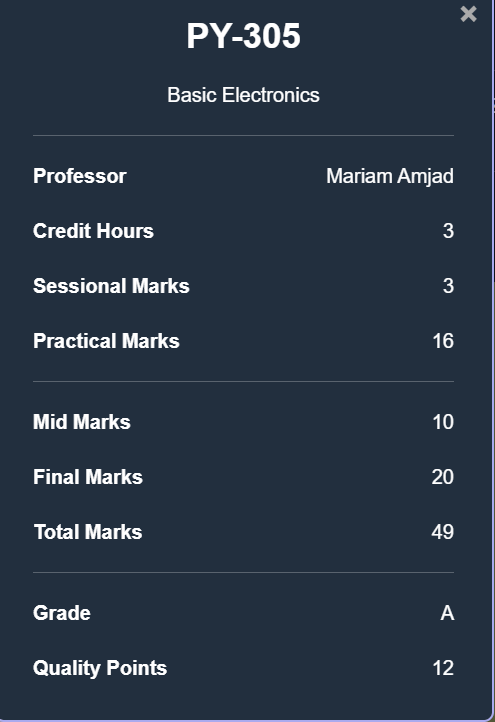 PY-305
Basic Electronics
Professor Mariam Amjad
Credit Hours 3
Sessional Marks 3
Practical Marks 16
Mid Marks 10
Final Marks 20
Total Marks 49
Grade A
Quality Points 12